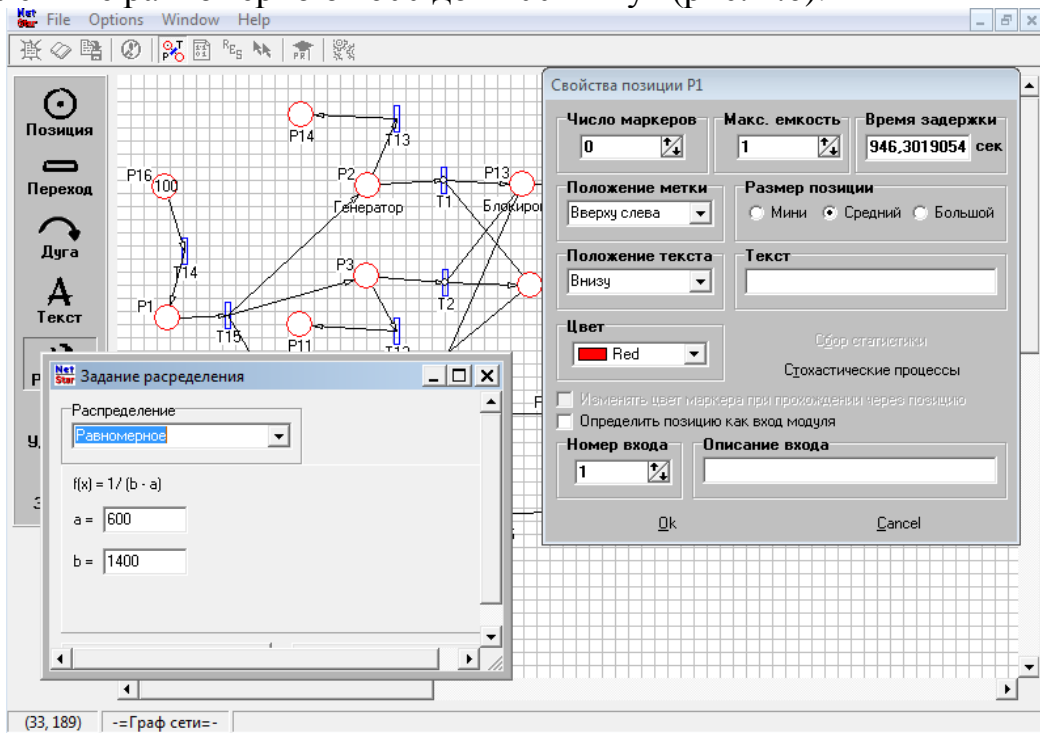 File Options Window Help
Позиция
Переход
Дуга
Текст
P14
T13
P16
100
P2
Генератор
T1
P13
T14
P3
T2
P1
T15
P11
Свойства позиции P1
Число маркеров
0
Макс. емкость
1
Время задержки
946,3019054 сек
Положение метки
Вверху слева
Размер позиции
Мини Средний Большой
Положение текста
Внизу
Текст
Цвет
Red
Сбор статистики
Стохастические процессы
Изменять цвет маркера при прохождении через позицию
Определить позицию как вход модуля
Номер входа
1
Описание входа
Ok
Cancel
Net Star
Задание распределения
Распределение
Равномерное
f(x) = 1/ (b - a)
a = 600
b = 1400
(33, 189) -=Граф сети=-